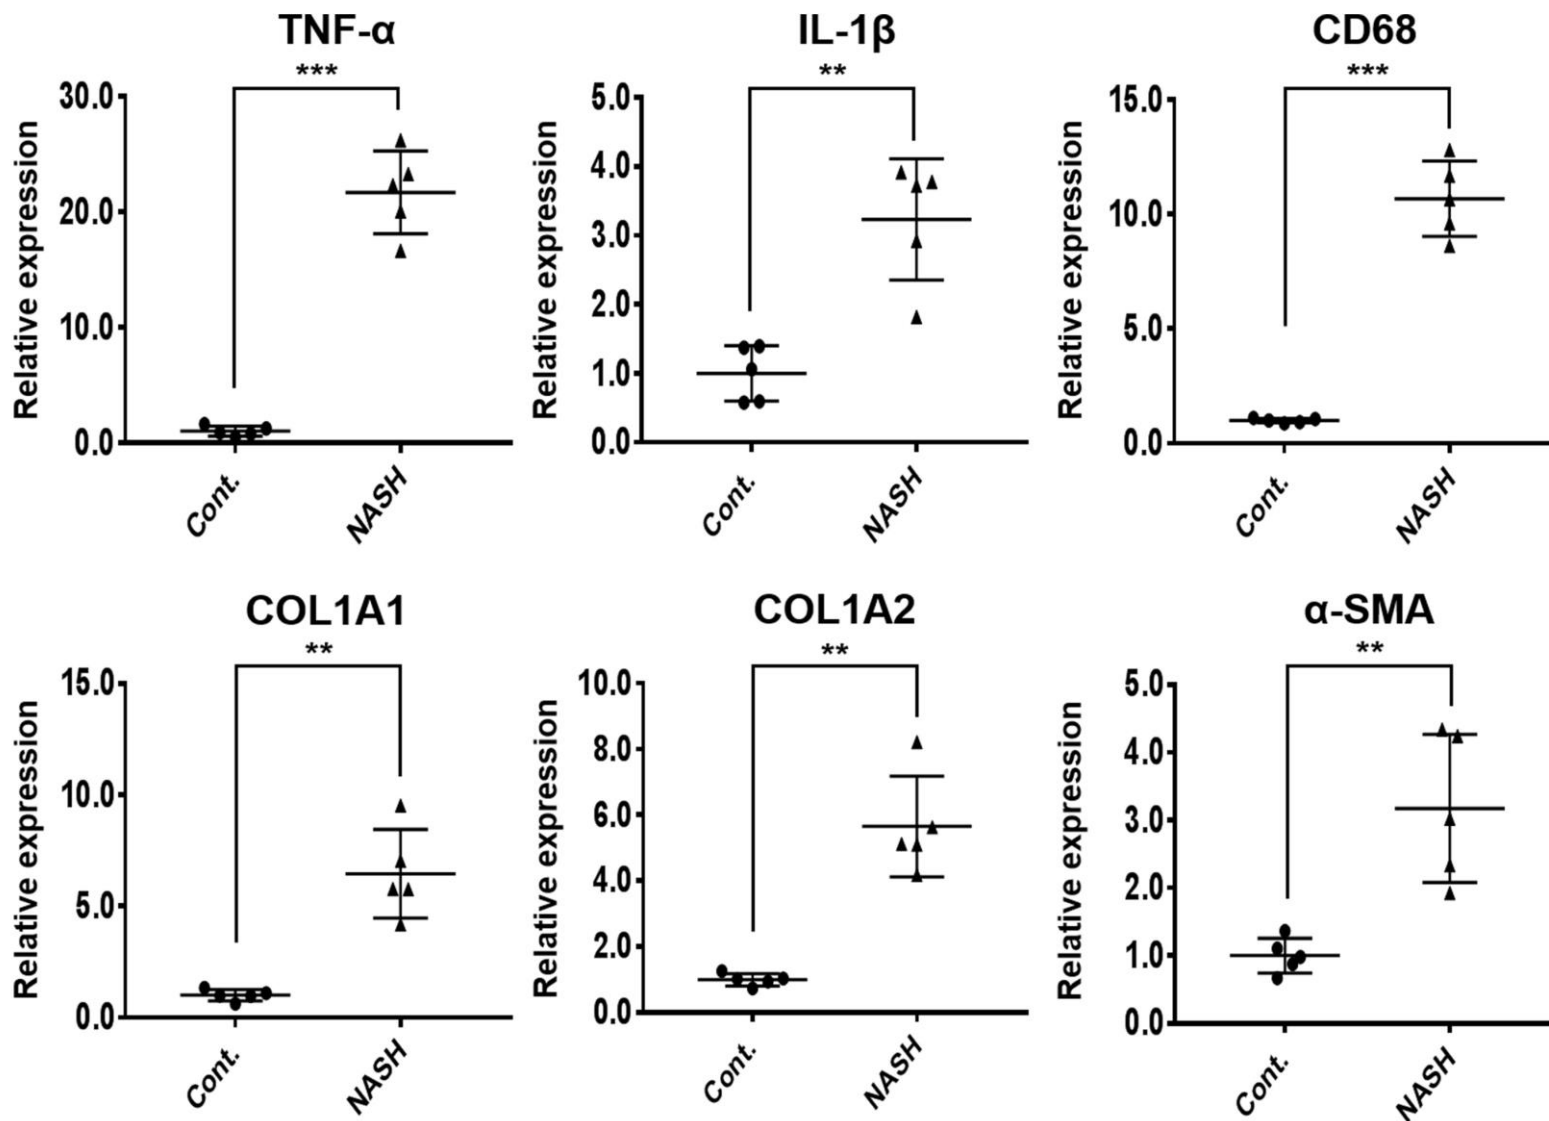 TNF-α
***
Relative expression
30.0
20.0
10.0
0.0
Cont.
NASH
IL-1β
**
Relative expression
5.0
4.0
3.0
2.0
1.0
0.0
Cont.
NASH
CD68
***
Relative expression
15.0
10.0
5.0
0.0
Cont.
NASH
COL1A1
**
Relative expression
15.0
10.0
5.0
0.0
Cont.
NASH
COL1A2
**
Relative expression
10.0
8.0
6.0
4.0
2.0
0.0
Cont.
NASH
α-SMA
**
Relative expression
5.0
4.0
3.0
2.0
1.0
0.0
Cont.
NASH